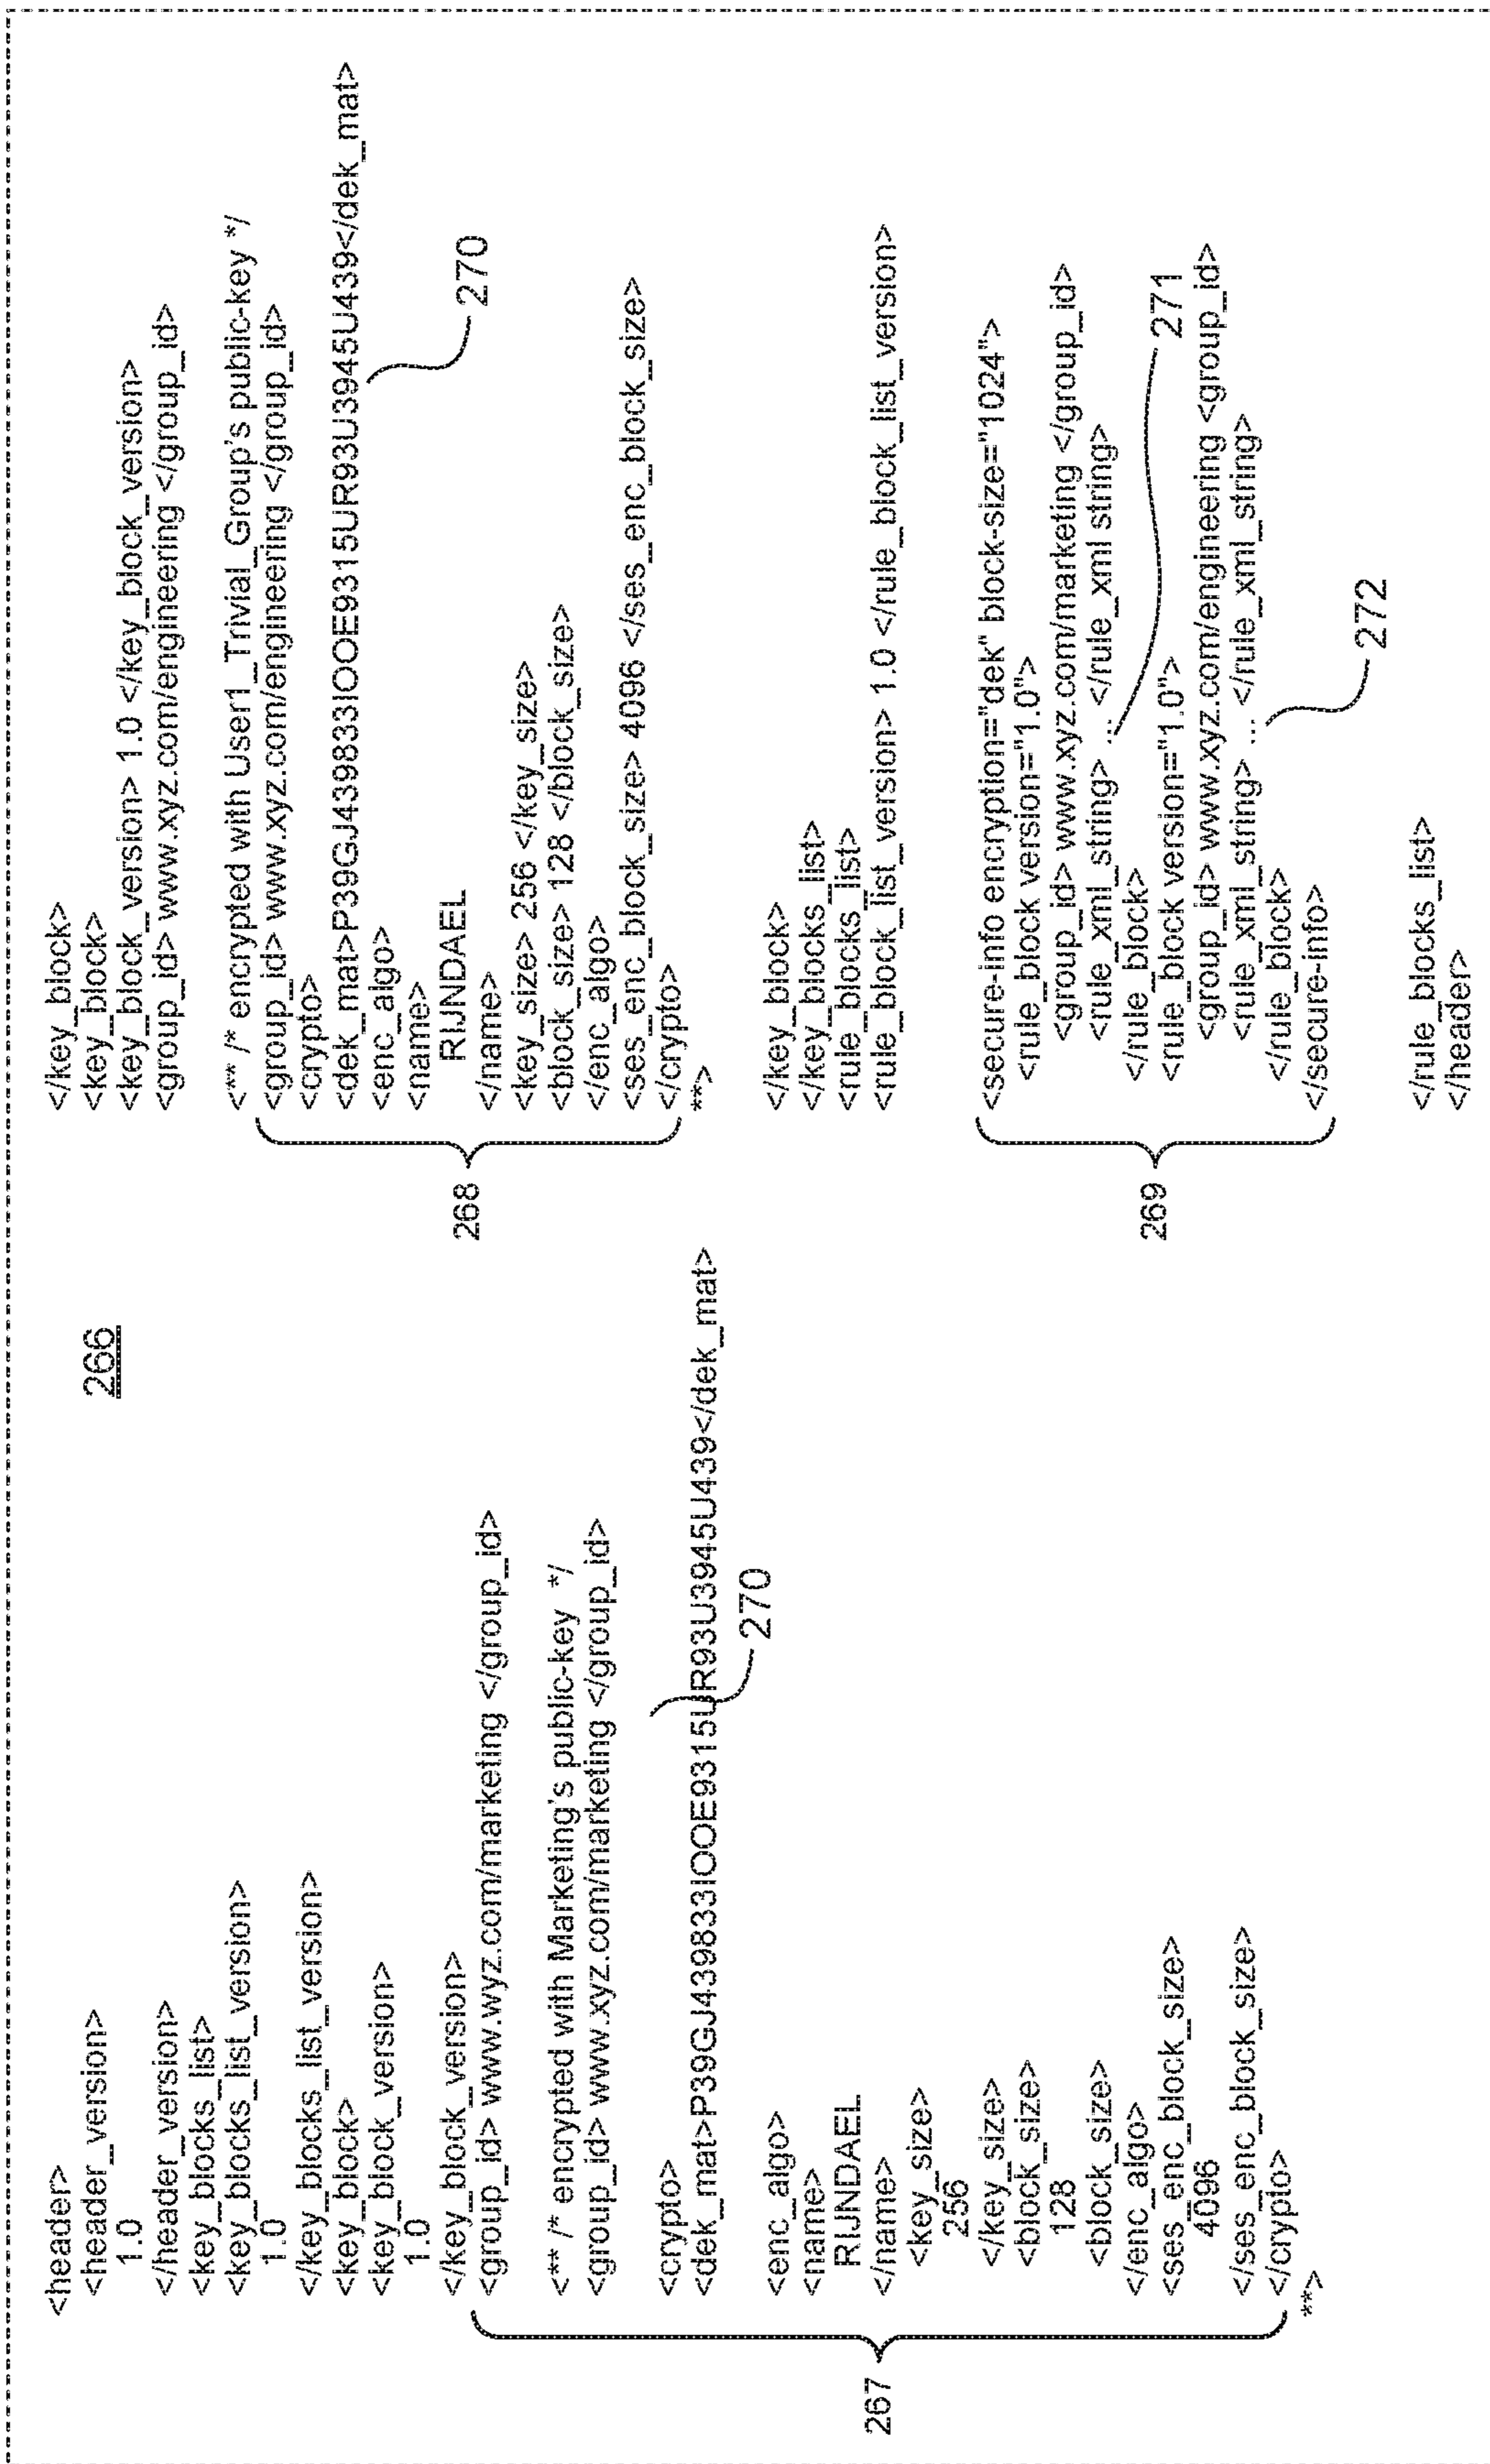 266
<header>
<header_version>
1.0
</header_version>
<key_blocks_list>
<key_blocks_list_version>
1.0
</key_blocks_list_version>
<key_block>
<key_block_version>
1.0
</key_block_version>
<group_id> www.wyz.com/marketing </group_id>
<** /* encrypted with Marketing's public-key */
<group_id> www.xyz.com/marketing </group_id>
<crypto>
<dek_mat>P39GJ439833IOOE9315UR93U3945U439</dek_mat>
270
<enc_algo>
<name>
RIJNDAEL
</name>
<key_size>
256
</key_size>
<block_size>
128
<block_size>
</enc_algo>
<ses_enc_block_size>
4096
</ses_enc_block_size>
</crypto>
**>
267
</key_block>
<key_block>
<key_block_version> 1.0 </key_block_version>
<group_id> www.xyz.com/engineering </group_id>
<** /* encrypted with User1_Trivial_Group's public-key */
<group_id> www.xyz.com/engineering </group_id>
<crypto>
<dek_mat>P39GJ439833IOOE9315UR93U3945U439</dek_mat>
<enc_algo>
270
<name>
RIJNDAEL
</name>
<key_size> 256 </key_size>
<block_size> 128 </block_size>
</enc_algo>
<ses_enc_block_size> 4096 </ses_enc_block_size>
</crypto>
**>
268
</key_block>
</key_blocks_list>
<rule_blocks_list>
<rule_block_list_version> 1.0 </rule_block_list_version>
<secure-info encryption="dek" block-size="1024">
<rule_block version="1.0">
<group_id> www.xyz.com/marketing </group_id>
<rule_xml_string> ... </rule_xml string>
271
</rule_block>
<rule_block version="1.0">
<group_id> www.xyz.com/engineering <group_id>
<rule_xml_string> ... </rule_xml_string>
272
</rule_block>
</secure-info>
269
</rule_blocks_list>
</header>